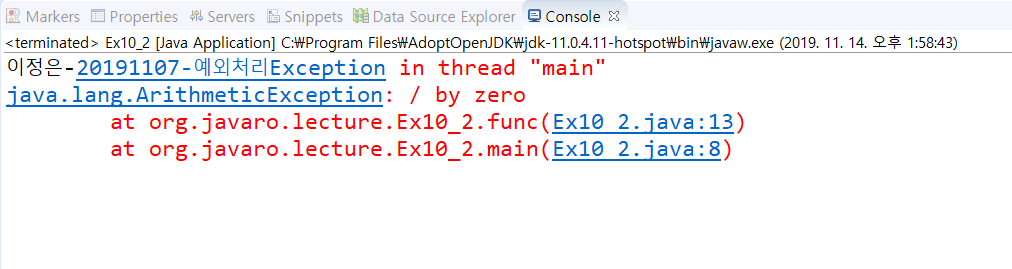 Markers Properties Servers Snippets Data Source Explorer Console
<terminated> Ex10_2 [Java Application] C:₩Program Files₩AdoptOpenJDK₩jdk-11.0.4.11-hotspot₩bin₩javaw.exe (2019. 11. 14. 오후 1:58:43)
이정은-20191107-예외처리Exception in thread "main"
java.lang.ArithmeticException: / by zero
at org.javaro.lecture.Ex10_2.func(Ex10_2.java:13)
at org.javaro.lecture.Ex10_2.main(Ex10_2.java:8)